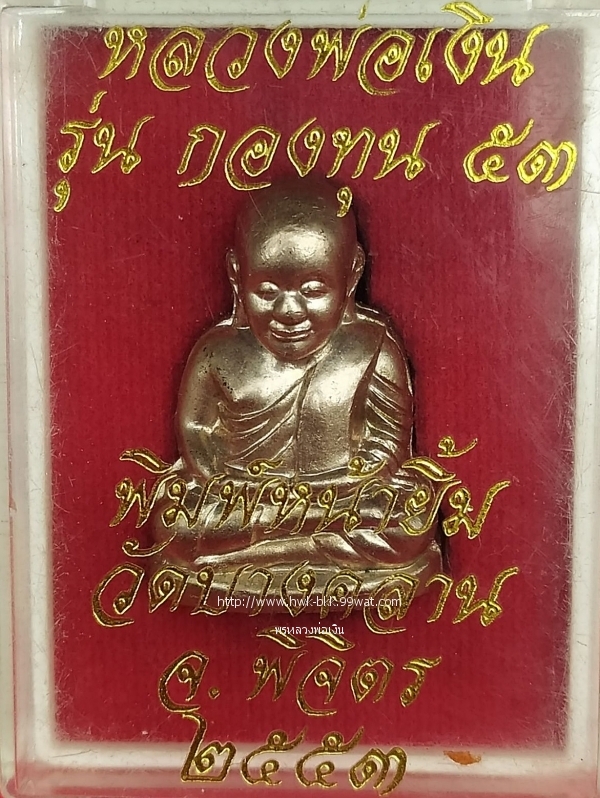 หลวงพ่อเงิน
รุ่น กองทุน ๕๓
พิมพ์หน้ายิ้ม
วัดบางคลาน
http://www.hwk-bkk.99wat.com/
พรหลวงพ่อเงิน
จ. พิจิตร
๒๕๕๓